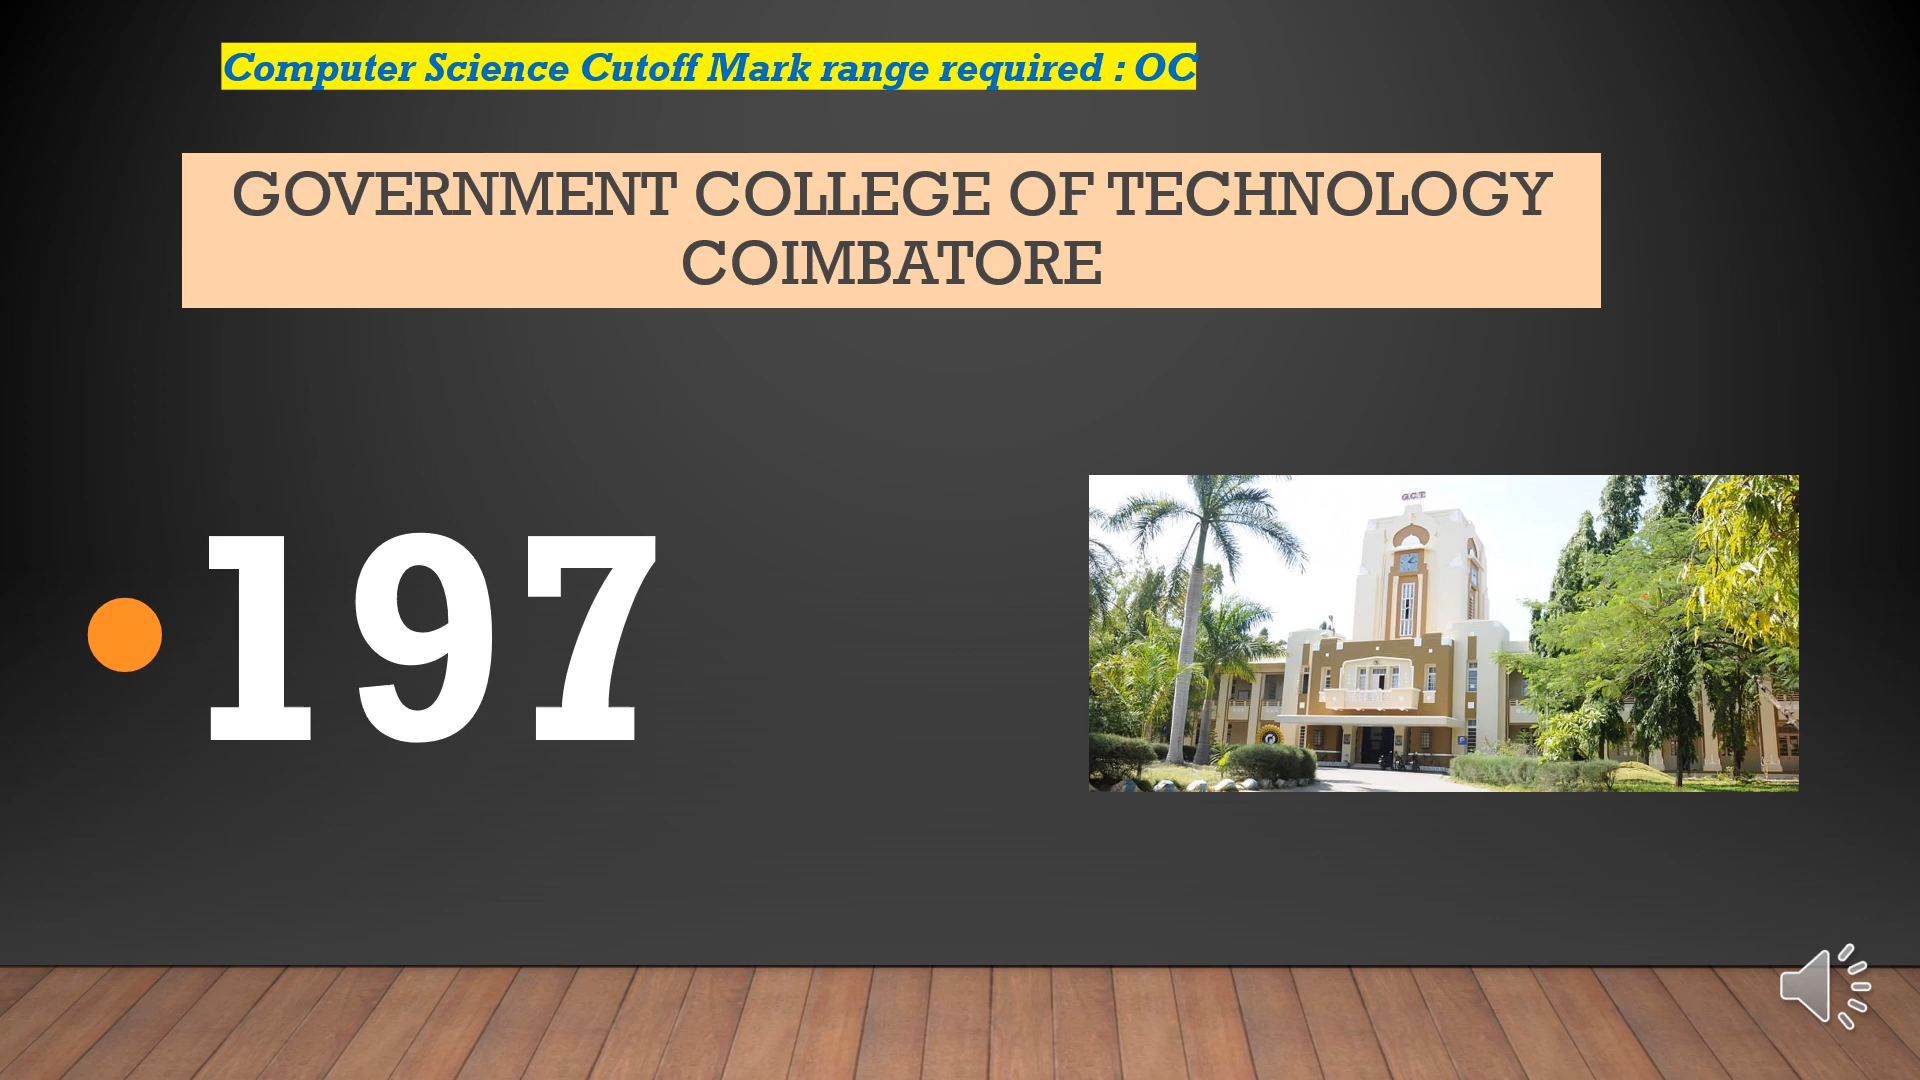 Computer Science Cutoff Mark range required : OC
GOVERNMENT COLLEGE OF TECHNOLOGY
COIMBATORE
197
G.C.T.